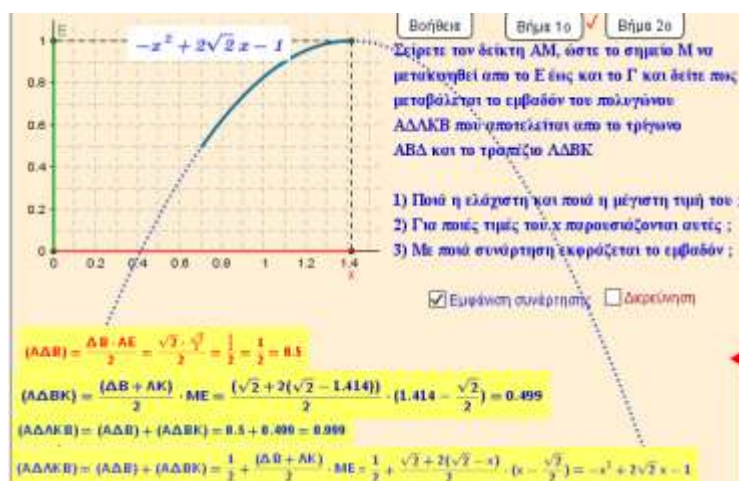 Βοήθεια Βήμα 1ο ✓ Βήμα 2ο
E
−x² + 2√2 x − 1
Σείρετε τον δείκτη ΑΜ, ώστε το σημείο Μ να
μετακινηθεί απο το Ε έως και το Γ και δείτε πως
μεταβάλεται το εμβαδόν του πολυγώνου
ΑΔΛΚΒ που αποτελείται απο το τρίγωνο
ΑΒΔ και το τραπέζιο ΑΔΒΚ
1) Ποιά η ελάχιστη και ποιά η μέγιστη τιμή του ;
2) Για ποιές τιμές του x παρουσιάζονται αυτές ;
3) Με ποιά συνάρτηση εκφράζεται το εμβαδόν ;
1
0.8
0.6
0.4
0.2
0
0 0.2 0.4 0.6 0.8 1 1.2 1.4
x
Εμφάνιση συνάρτησης Διερεύνηση
(ΑΔΒ) = ΔΒ · ΑΕ / 2 = √2 · √2/2 / 2 = 1/2 = 1/2 = 0.5
(ΑΔΒΚ) = (ΔΒ + ΛΚ) / 2 · ΜΕ = (√2 + 2(√2 − 1.414)) / 2 · (1.414 − √2/2) = 0.499
(ΑΔΛΚΒ) = (ΑΔΒ) + (ΑΔΒΚ) = 0.5 + 0.499 = 0.999
(ΑΔΛΚΒ) = (ΑΔΒ) + (ΑΔΒΚ) = 1/2 + (ΔΒ + ΛΚ) / 2 · ΜΕ = 1/2 + √2 + 2(√2 − x) / 2 · (x − √2/2) = −x² + 2√2 x − 1